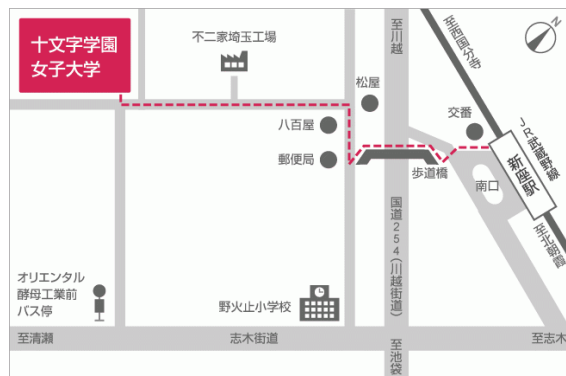 十文字学園
女子大学
不二家埼玉工場
至川越
至西国分寺
松屋
交番
JR武蔵野線
八百屋
郵便局
歩道橋
南口
新座駅
至北朝霞
国道254(川越街道)
オリエンタル
酵母工業前
バス停
野火止小学校
至清瀬
志木街道
至志木
至池袋